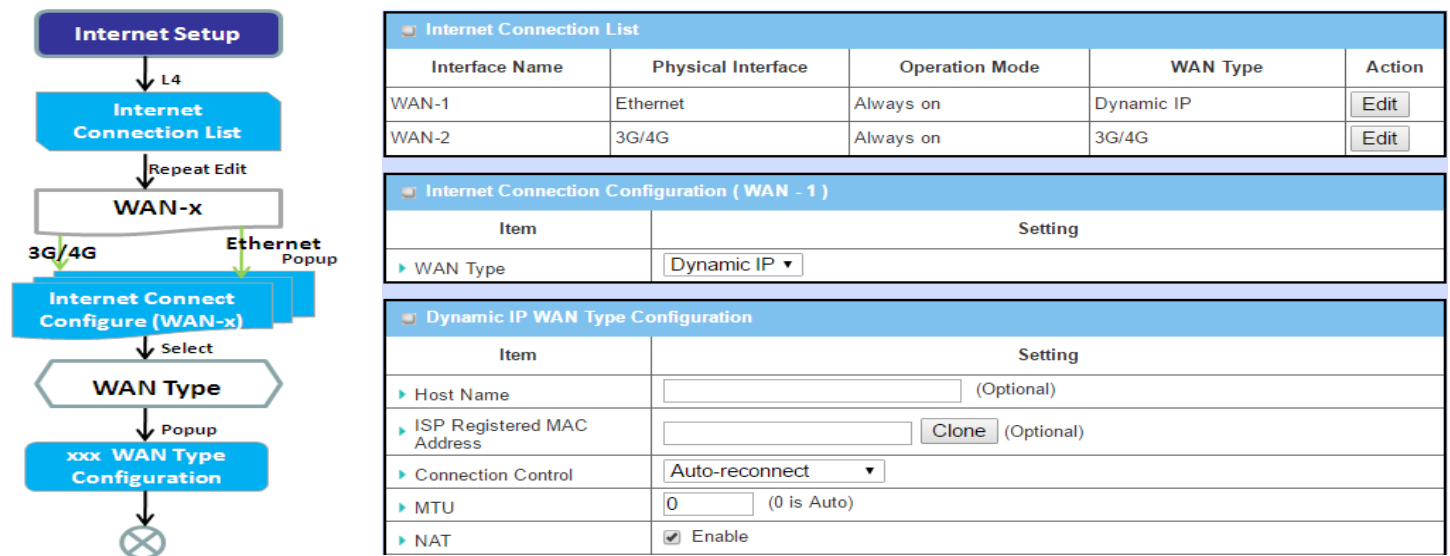 Internet Setup
L4
Internet
Connection List
Repeat Edit
WAN-x
3G/4G
Ethernet
Popup
Internet Connect
Configure (WAN-x)
Select
WAN Type
Popup
xxx WAN Type
Configuration
Internet Connection List
Interface Name Physical Interface Operation Mode WAN Type Action
WAN-1 Ethernet Always on Dynamic IP Edit
WAN-2 3G/4G Always on 3G/4G Edit
Internet Connection Configuration ( WAN - 1 )
Item Setting
WAN Type Dynamic IP
Dynamic IP WAN Type Configuration
Item Setting
Host Name (Optional)
ISP Registered MAC
Address Clone (Optional)
Connection Control Auto-reconnect
MTU 0 (0 is Auto)
NAT Enable